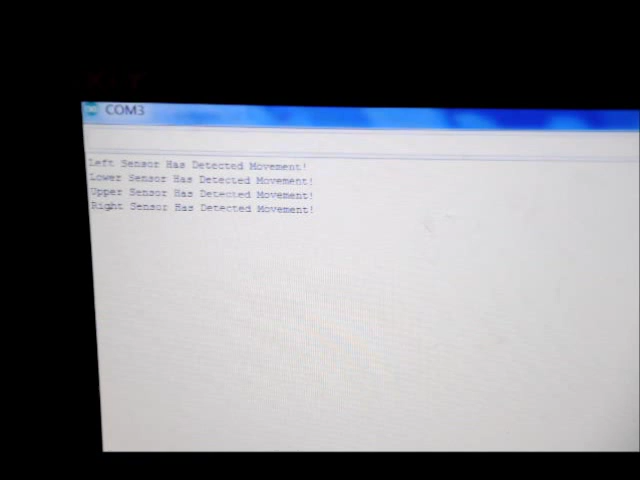 COM3
Left Sensor Has Detected Movement!
Lower Sensor Has Detected Movement!
Upper Sensor Has Detected Movement!
Right Sensor Has Detected Movement!